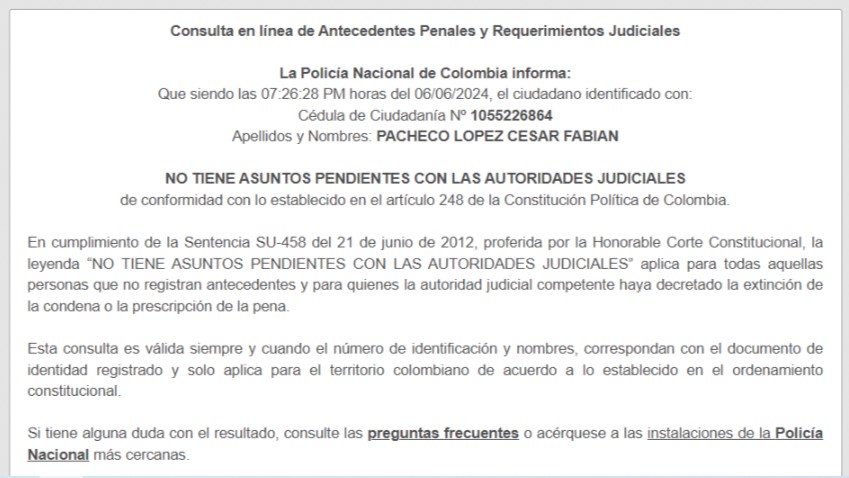 Consulta en línea de Antecedentes Penales y Requerimientos Judiciales
La Policía Nacional de Colombia informa:
Que siendo las 07:26:28 PM horas del 06/06/2024, el ciudadano identificado con:
Cédula de Ciudadanía Nº 1055226864
Apellidos y Nombres: PACHECO LOPEZ CESAR FABIAN
NO TIENE ASUNTOS PENDIENTES CON LAS AUTORIDADES JUDICIALES
de conformidad con lo establecido en el artículo 248 de la Constitución Política de Colombia.
En cumplimiento de la Sentencia SU-458 del 21 de junio de 2012, proferida por la Honorable Corte Constitucional, la
leyenda “NO TIENE ASUNTOS PENDIENTES CON LAS AUTORIDADES JUDICIALES” aplica para todas aquellas
personas que no registran antecedentes y para quienes la autoridad judicial competente haya decretado la extinción de
la condena o la prescripción de la pena.
Esta consulta es válida siempre y cuando el número de identificación y nombres, correspondan con el documento de
identidad registrado y solo aplica para el territorio colombiano de acuerdo a lo establecido en el ordenamiento
constitucional.
Si tiene alguna duda con el resultado, consulte las preguntas frecuentes o acérquese a las instalaciones de la Policía
Nacional más cercanas.